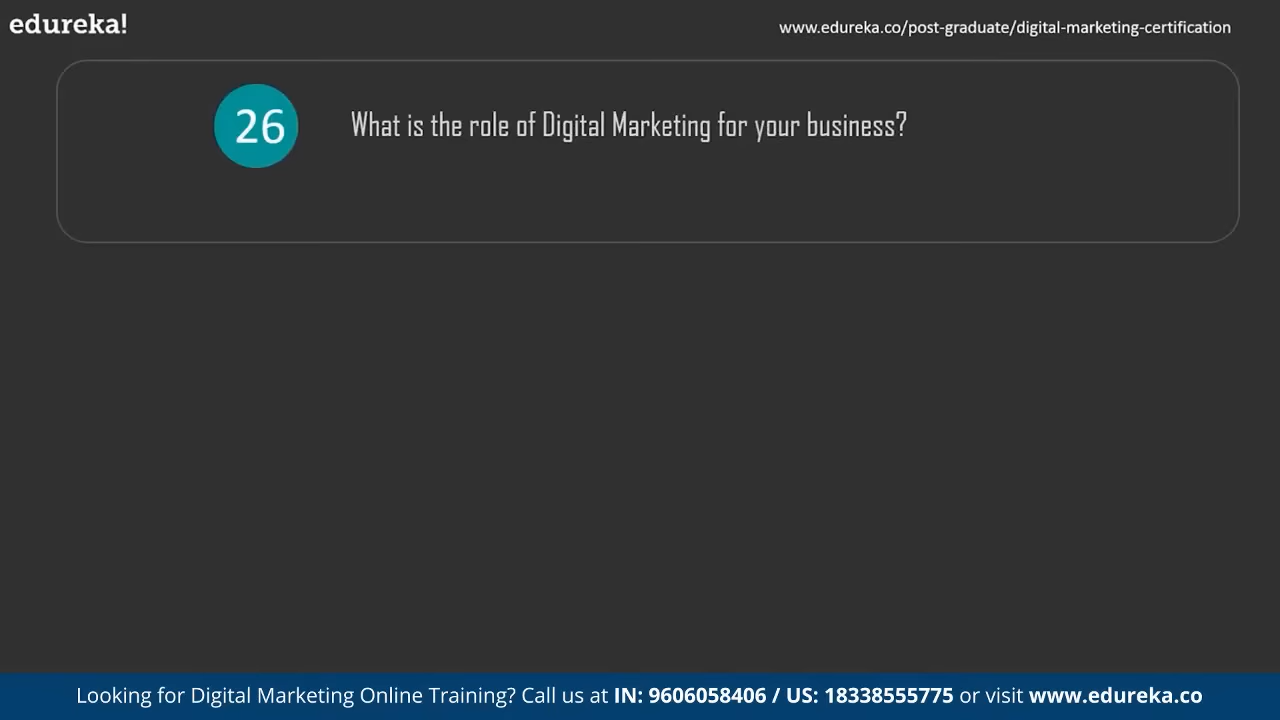 edureka!
www.edureka.co/post-graduate/digital-marketing-certification
26
What is the role of Digital Marketing for your business?
Looking for Digital Marketing Online Training? Call us at IN: 9606058406 / US: 18338555775 or visit www.edureka.co